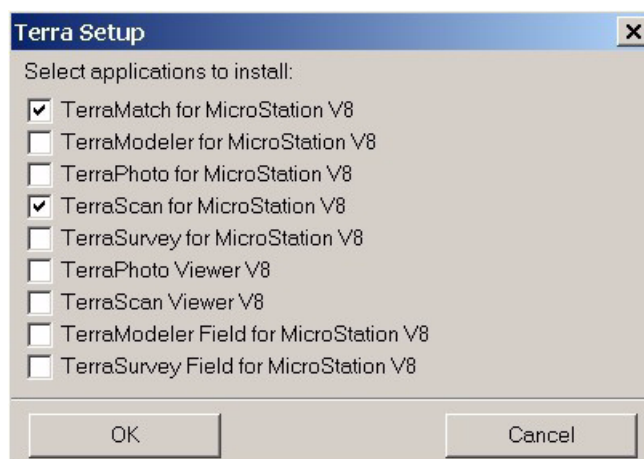 Terra Setup
Select applications to install:
TerraMatch for MicroStation V8
TerraModeler for MicroStation V8
TerraPhoto for MicroStation V8
TerraScan for MicroStation V8
TerraSurvey for MicroStation V8
TerraPhoto Viewer V8
TerraScan Viewer V8
TerraModeler Field for MicroStation V8
TerraSurvey Field for MicroStation V8
OK
Cancel